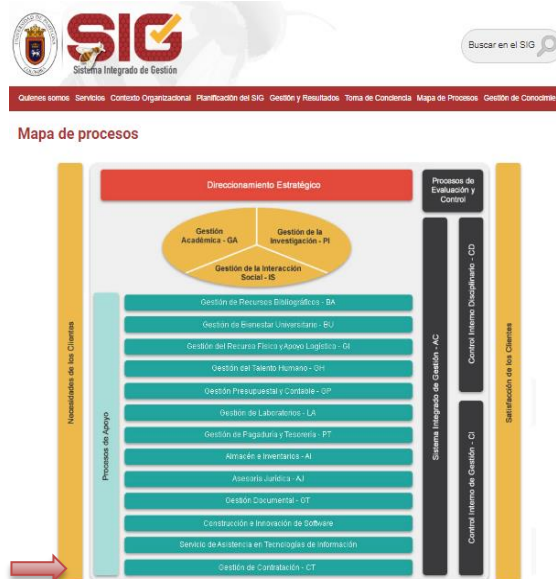 SIG
Sistema Integrado de Gestión
Buscar en el SIG
Quienes somos Servicios Contexto Organizacional Planificación del SIG Gestión y Resultados Toma de Conciencia Mapa de Procesos Gestión de Conocimie
Mapa de procesos
Necesidades de los Clientes
Direccionamiento Estratégico
Procesos de
Evaluación y
Control
Gestión
Académica - GA
Gestión de la
Investigación - PI
Gestión de la Interacción
Social - IS
Procesos de Apoyo
Gestión de Recursos Bibliográficos - BA
Gestión de Bienestar Universitario - BU
Gestión del Recurso Físico y Apoyo Logístico - GI
Gestión del Talento Humano - GH
Gestión Presupuestal y Contable - GP
Gestión de Laboratorios - LA
Gestión de Pagaduría y Tesorería - PT
Almacén e Inventarios - AI
Asesoría Jurídica - AJ
Gestión Documental - GT
Construcción e Innovación de Software
Servicio de Asistencia en Tecnologías de Información
Gestión de Contratación - CT
Sistema Integrado de Gestión - AC
Control Interno Disciplinario - CD
Control Interno de Gestión - CI
Satisfacción de los Clientes